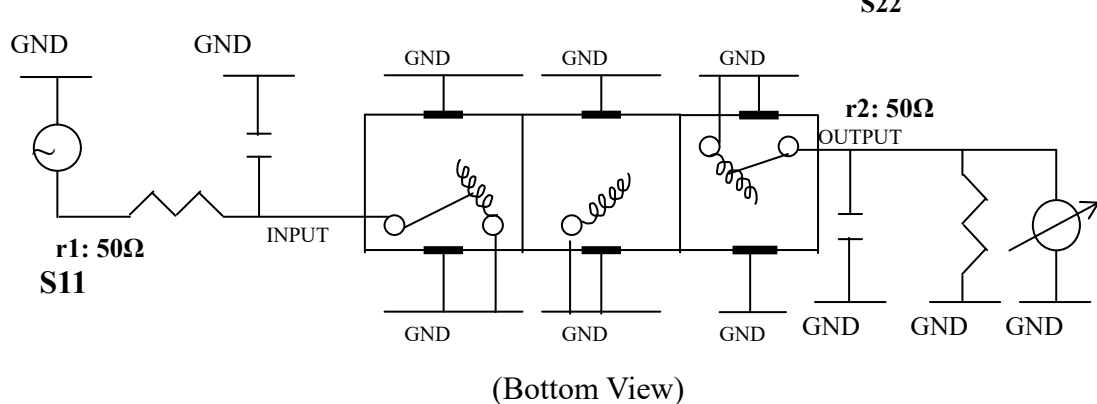 S22
GND
GND
GND
GND
GND
r2: 50Ω
OUTPUT
INPUT
r1: 50Ω
S11
GND
GND
GND
GND
GND
GND
(Bottom View)